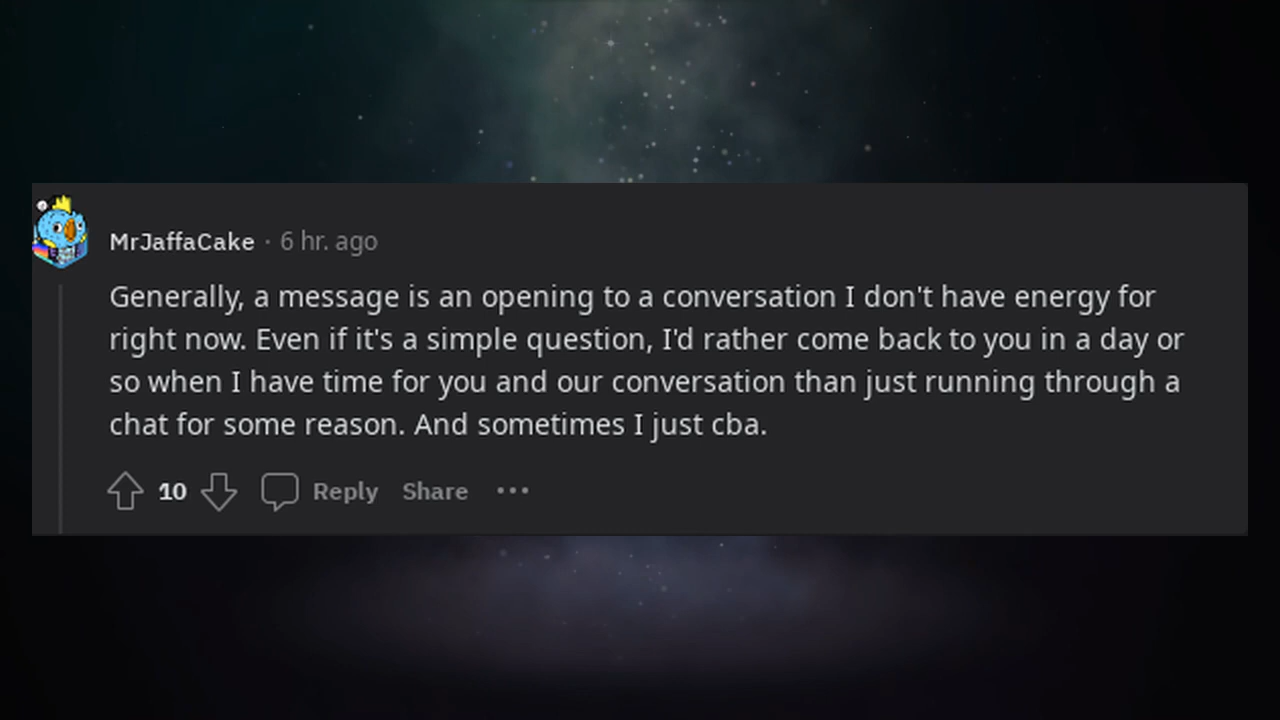 MrJaffaCake · 6 hr. ago
Generally, a message is an opening to a conversation I don't have energy for
right now. Even if it's a simple question, I'd rather come back to you in a day or
so when I have time for you and our conversation than just running through a
chat for some reason. And sometimes I just cba.
10 Reply Share ···